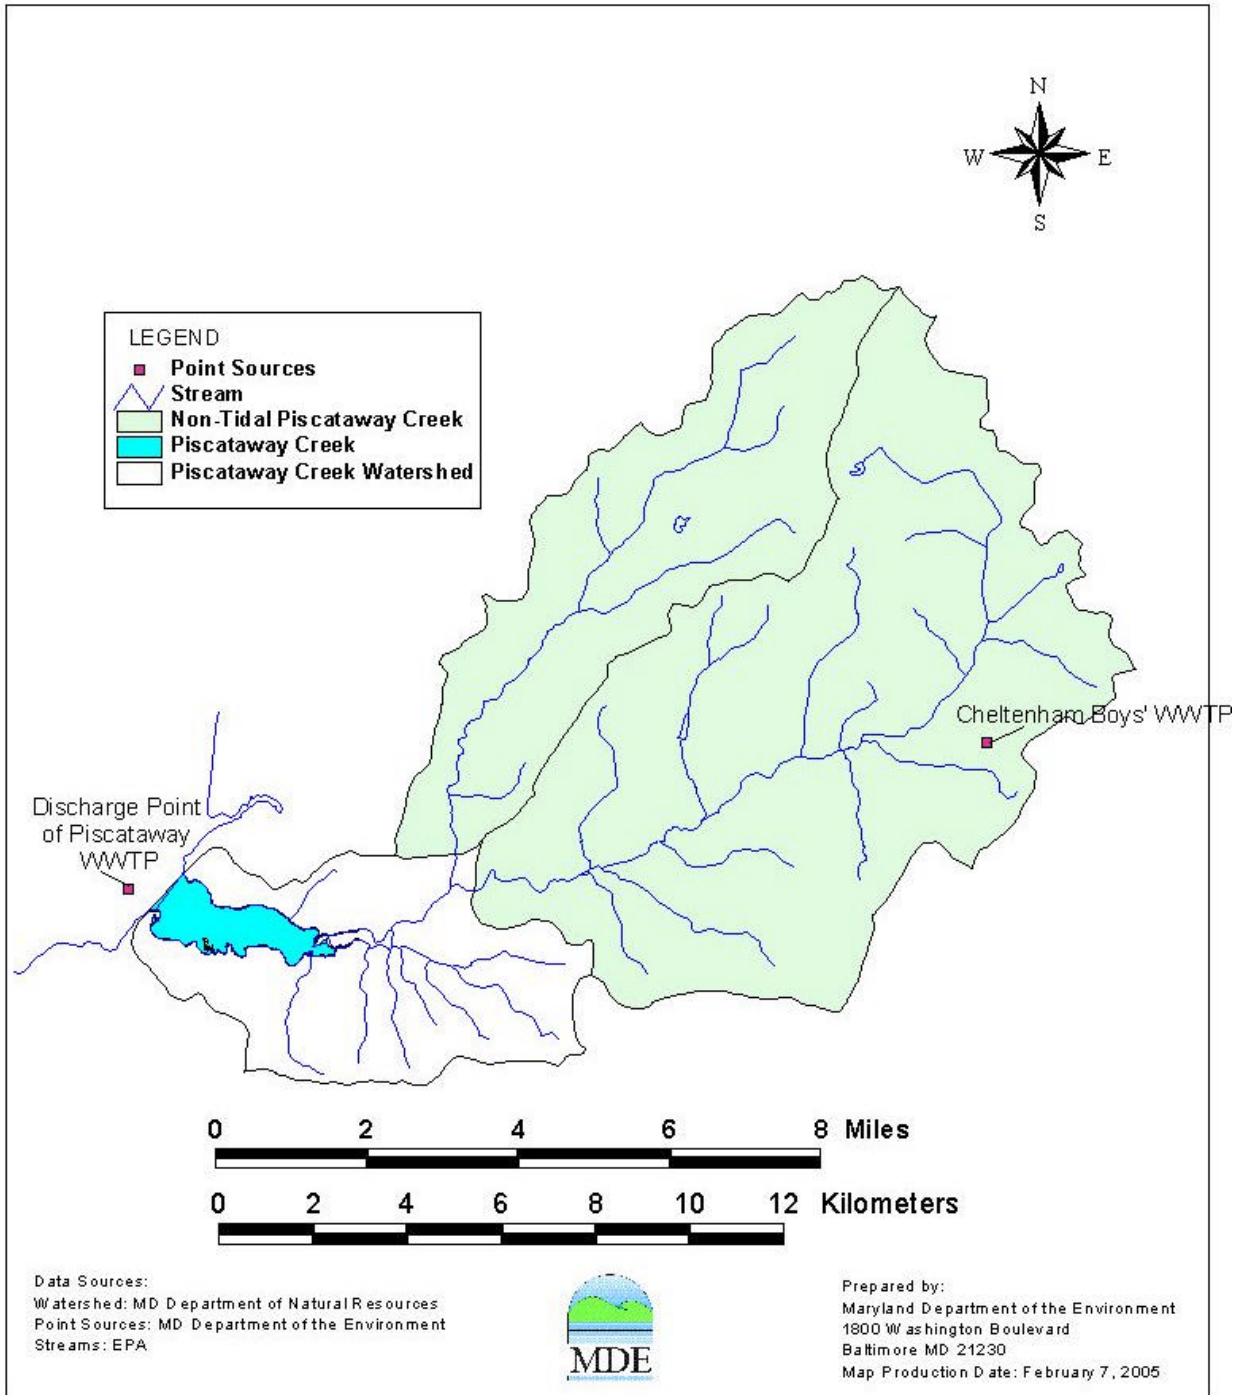 N
W E
S
LEGEND
Point Sources
Stream
Non-Tidal Piscataway Creek
Piscataway Creek
Piscataway Creek Watershed
Cheltenham Boys' WWTP
Discharge Point
of Piscataway
WWTP
0 2 4 6 8 Miles
0 2 4 6 8 10 12 Kilometers
Data Sources:
Watershed: MD Department of Natural Resources
Point Sources: MD Department of the Environment
Streams: EPA
MDE
Prepared by:
Maryland Department of the Environment
1800 Washington Boulevard
Baltimore MD 21230
Map Production Date: February 7, 2005